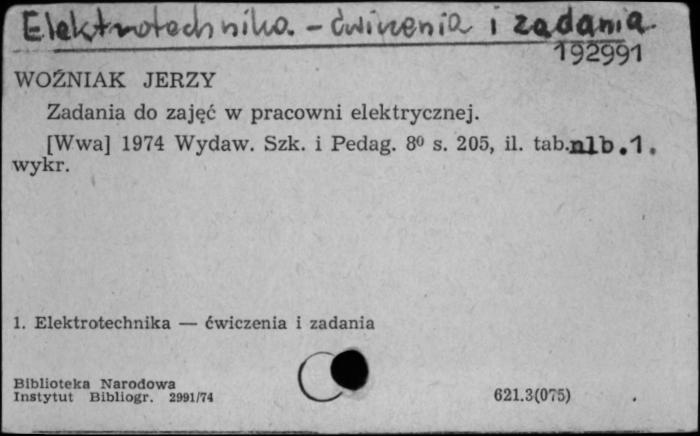 Elektrotechnika. - ćwiczenia i zadania.
192991
WOŹNIAK JERZY
Zadania do zajęć w pracowni elektrycznej.
[Wwa] 1974 Wydaw. Szk. i Pedag. 8⁰ s. 205, il. tab. nlb. 1.
wykr.
1. Elektrotechnika — ćwiczenia i zadania
Biblioteka Narodowa
Instytut Bibliogr. 2991/74
621.3(075)